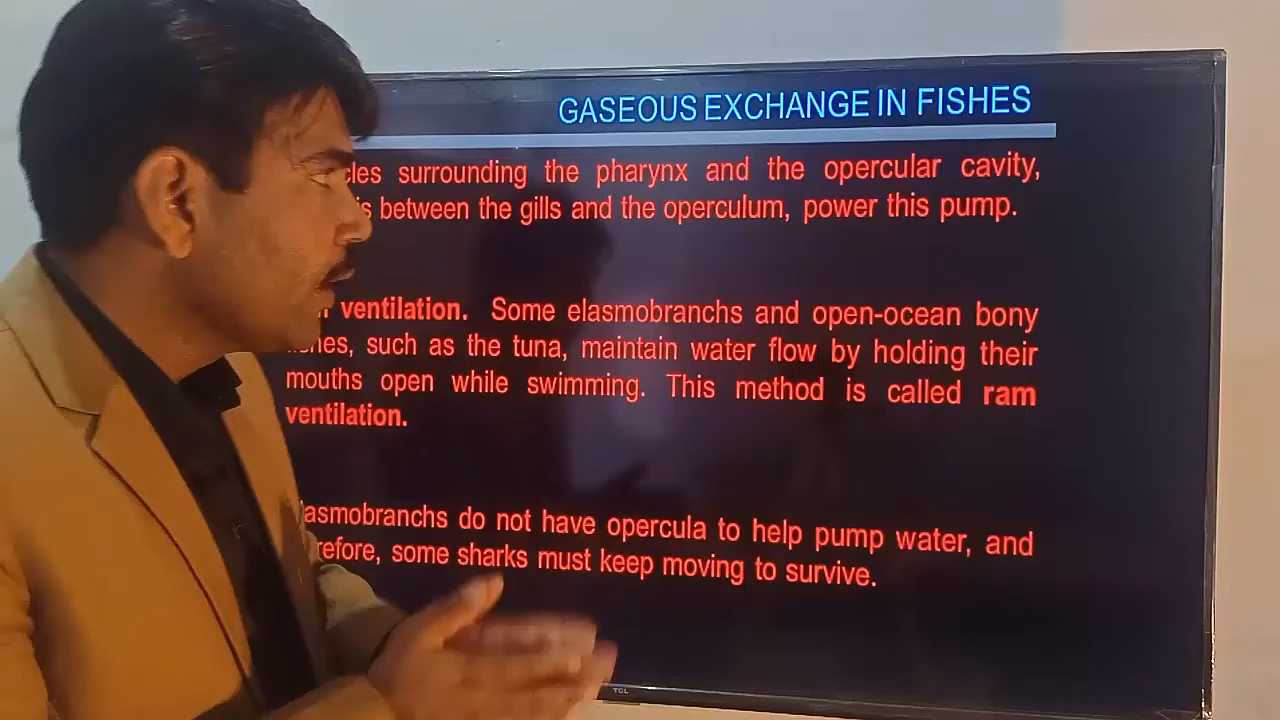 GASEOUS EXCHANGE IN FISHES
surrounding the pharynx and the opercular cavity,
between the gills and the operculum, power this pump.
ventilation. Some elasmobranchs and open-ocean bony
such as the tuna, maintain water flow by holding their
mouths open while swimming. This method is called ram
ventilation.
do not have opercula to help pump water, and
some sharks must keep moving to survive.
TCL